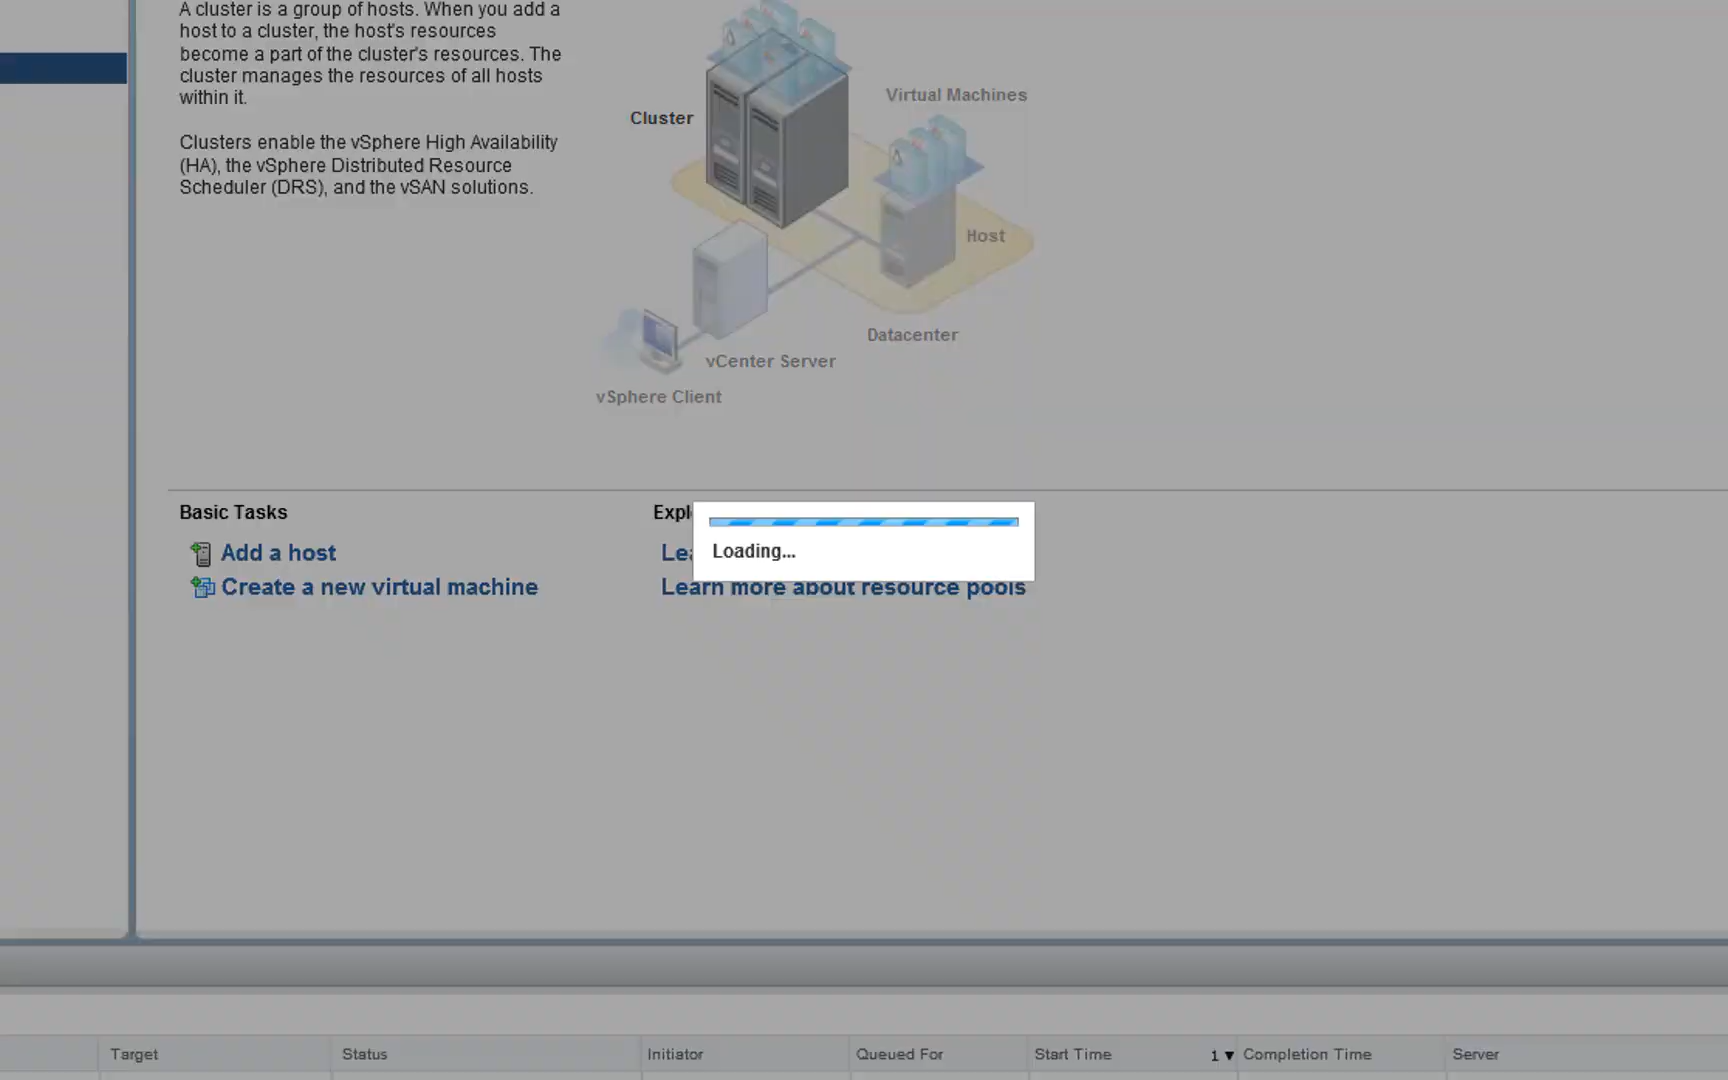 A cluster is a group of hosts. When you add a
host to a cluster, the host's resources
become a part of the cluster's resources. The
cluster manages the resources of all hosts
within it.
Clusters enable the vSphere High Availability
(HA), the vSphere Distributed Resource
Scheduler (DRS), and the vSAN solutions.
Cluster
Virtual Machines
Host
Datacenter
vCenter Server
vSphere Client
Basic Tasks
Add a host
Create a new virtual machine
Expl
Lea
Learn more about resource pools
Loading...
Target Status Initiator Queued For Start Time 1 ▼ Completion Time Server